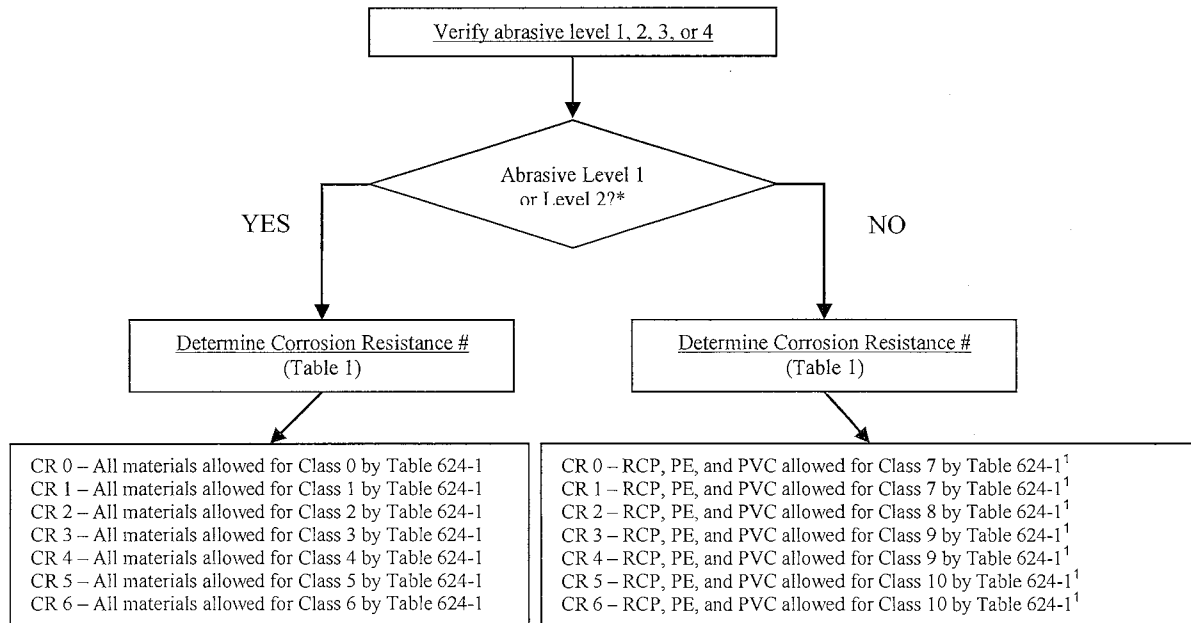 Verify abrasive level 1, 2, 3, or 4
Abrasive Level 1
or Level 2?*
YES
NO
Determine Corrosion Resistance #
(Table 1)
Determine Corrosion Resistance #
(Table 1)
CR 0 – All materials allowed for Class 0 by Table 624-1
CR 1 – All materials allowed for Class 1 by Table 624-1
CR 2 – All materials allowed for Class 2 by Table 624-1
CR 3 – All materials allowed for Class 3 by Table 624-1
CR 4 – All materials allowed for Class 4 by Table 624-1
CR 5 – All materials allowed for Class 5 by Table 624-1
CR 6 – All materials allowed for Class 6 by Table 624-1
CR 0 – RCP, PE, and PVC allowed for Class 7 by Table 624-1¹
CR 1 – RCP, PE, and PVC allowed for Class 7 by Table 624-1¹
CR 2 – RCP, PE, and PVC allowed for Class 8 by Table 624-1¹
CR 3 – RCP, PE, and PVC allowed for Class 9 by Table 624-1¹
CR 4 – RCP, PE, and PVC allowed for Class 9 by Table 624-1¹
CR 5 – RCP, PE, and PVC allowed for Class 10 by Table 624-1¹
CR 6 – RCP, PE, and PVC allowed for Class 10 by Table 624-1¹